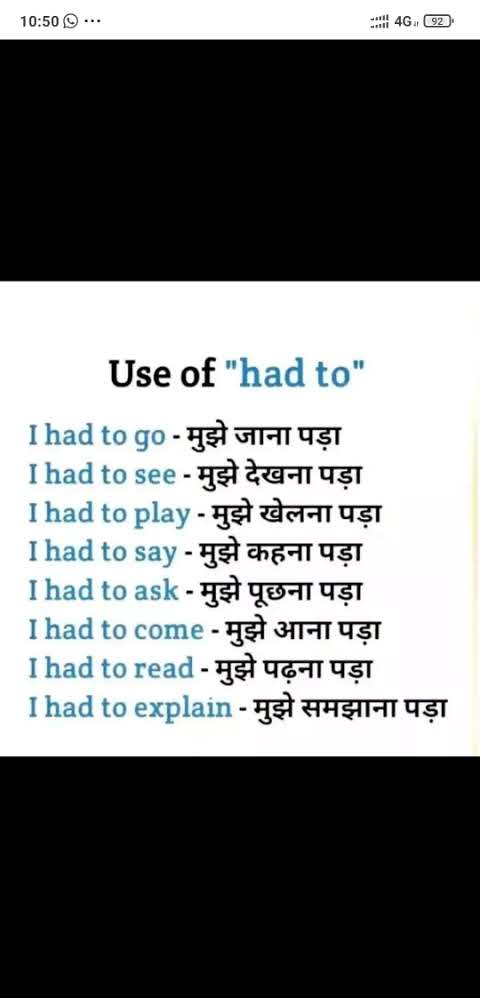 10:50 ... 4G 92
Use of "had to"
I had to go - मुझे जाना पड़ा
I had to see - मुझे देखना पड़ा
I had to play - मुझे खेलना पड़ा
I had to say - मुझे कहना पड़ा
I had to ask - मुझे पूछना पड़ा
I had to come - मुझे आना पड़ा
I had to read - मुझे पढ़ना पड़ा
I had to explain - मुझे समझाना पड़ा